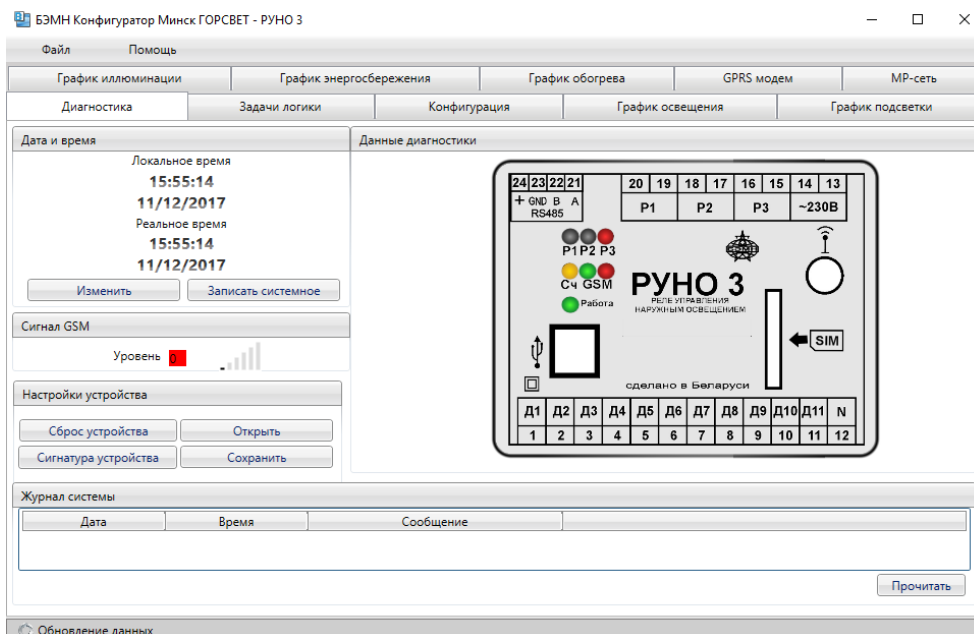 БЭМН Конфигуратор Минск ГОРСВЕТ - РУНО 3
Файл Помощь
График иллюминации График энергосбережения График обогрева GPRS модем МР-сеть
Диагностика Задачи логики Конфигурация График освещения График подсветки
Дата и время
Локальное время
15:55:14
11/12/2017
Реальное время
15:55:14
11/12/2017
Изменить Записать системное
Сигнал GSM
Уровень 0
Настройки устройства
Сброс устройства Открыть
Сигнатура устройства Сохранить
Данные диагностики
24 23 22 21 20 19 18 17 16 15 14 13
+ GND B A P1 P2 P3 ~230В
RS485
P1 P2 P3
Сч GSM
Работа
РУНО 3
РЕЛЕ УПРАВЛЕНИЯ
НАРУЖНЫМ ОСВЕЩЕНИЕМ
SIM
сделано в Беларуси
Д1 Д2 Д3 Д4 Д5 Д6 Д7 Д8 Д9 Д10 Д11 N
1 2 3 4 5 6 7 8 9 10 11 12
Журнал системы
Дата Время Сообщение
Прочитать
Обновление данных